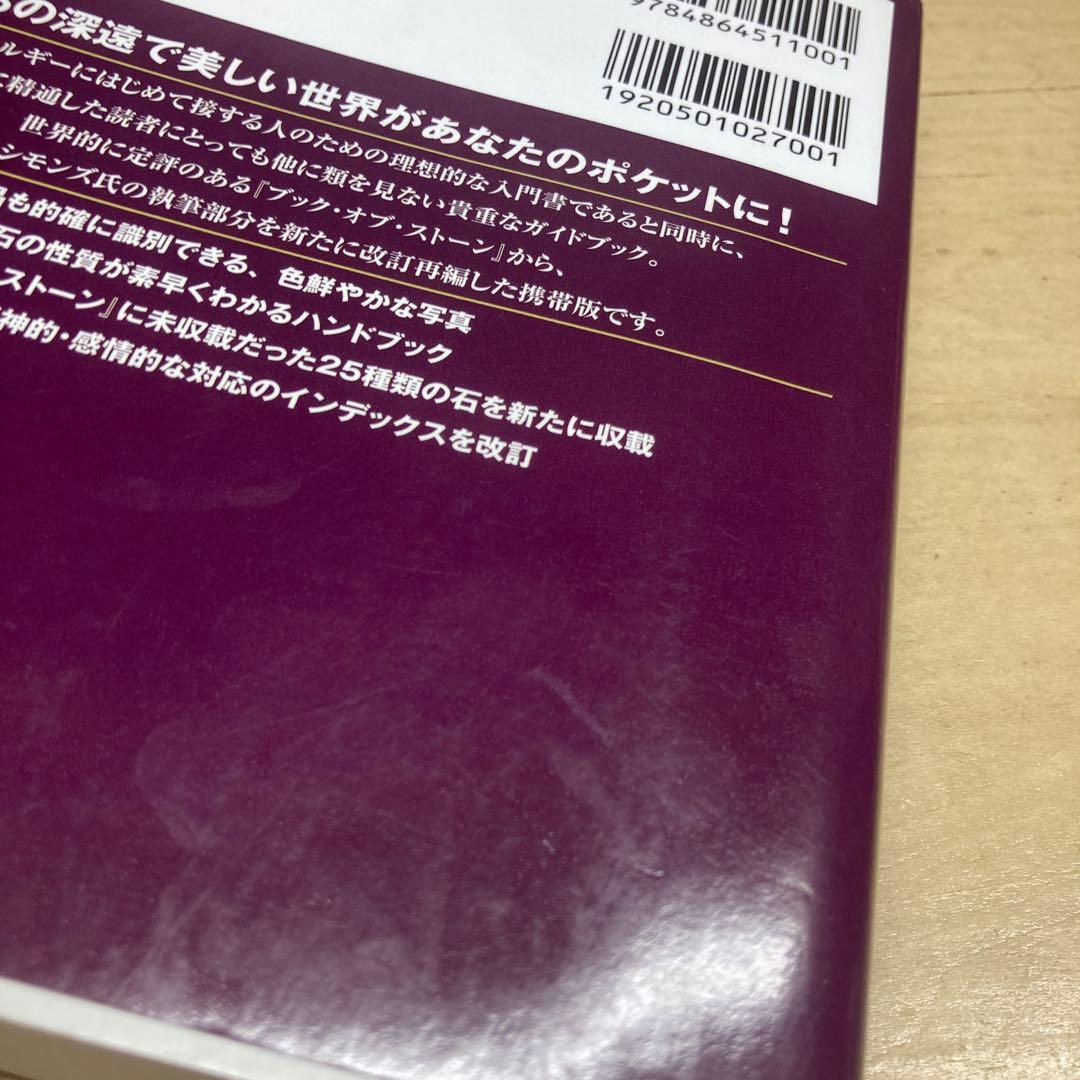 9784864511001
1920501027001
の深遠で美しい世界があなたのポケットに!
ルギーにはじめて接する人のための理想的な入門書であると同時に、
精通した読者にとっても他に類を見ない貴重なガイドブック。
世界的に定評のある『ブック・オブ・ストーン』から、
シモンズ氏の執筆部分を新たに改訂再編した携帯版です。
も的確に識別できる、色鮮やかな写真
石の性質が素早くわかるハンドブック
ストーン』に未収載だった25種類の石を新たに収載
神的・感情的な対応のインデックスを改訂